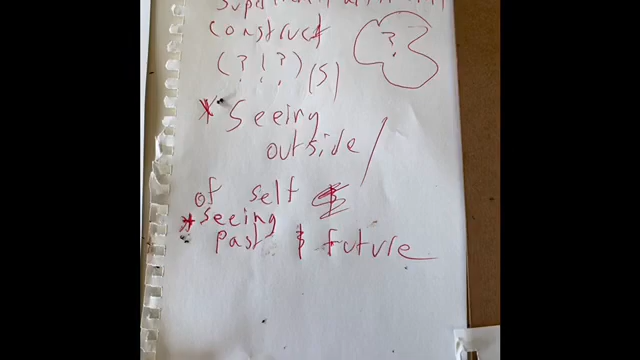 construct
(?!?)(s)
?
* Seeing
outside /
of self
* seeing
past & future